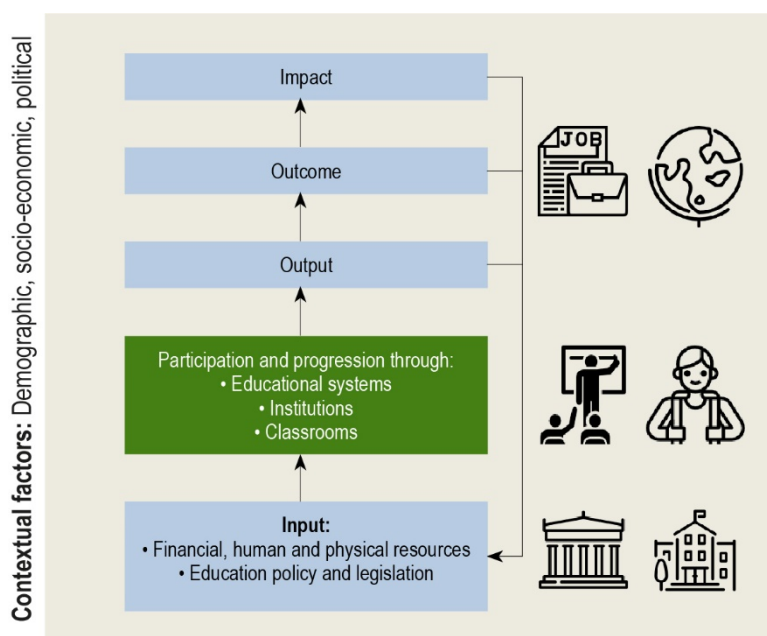 Contextual factors: Demographic, socio-economic, political
Impact
Outcome
Output
Participation and progression through:
• Educational systems
• Institutions
• Classrooms
Input:
• Financial, human and physical resources
• Education policy and legislation
JOB